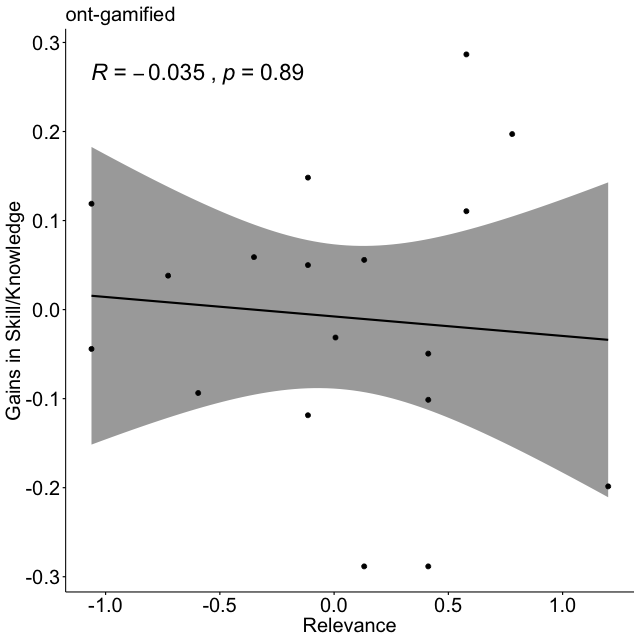 ont-gamified
R = −0.035 , p = 0.89
0.3
0.2
0.1
0.0
-0.1
-0.2
-0.3
Gains in Skill/Knowledge
-1.0 -0.5 0.0 0.5 1.0
Relevance